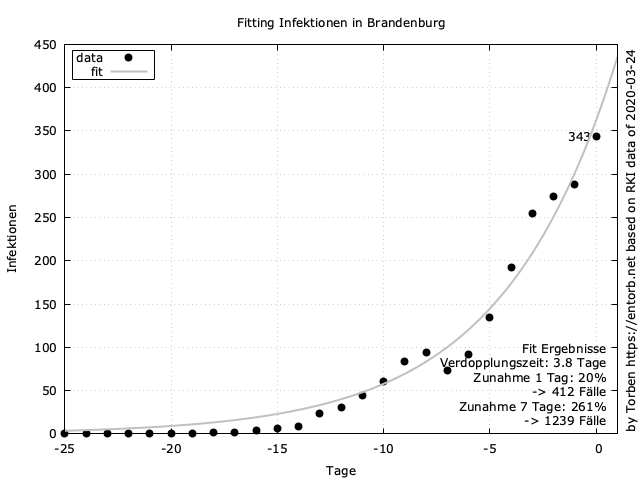 Fitting Infektionen in Brandenburg
450
400
350
300
250
200
150
100
50
0
Infektionen
data
fit
343
Fit Ergebnisse
Verdopplungszeit: 3.8 Tage
Zunahme 1 Tag: 20%
-> 412 Fälle
Zunahme 7 Tage: 261%
-> 1239 Fälle
-25
-20
-15
-10
-5
0
Tage
by Torben https://entorb.net based on RKI data of 2020-03-24